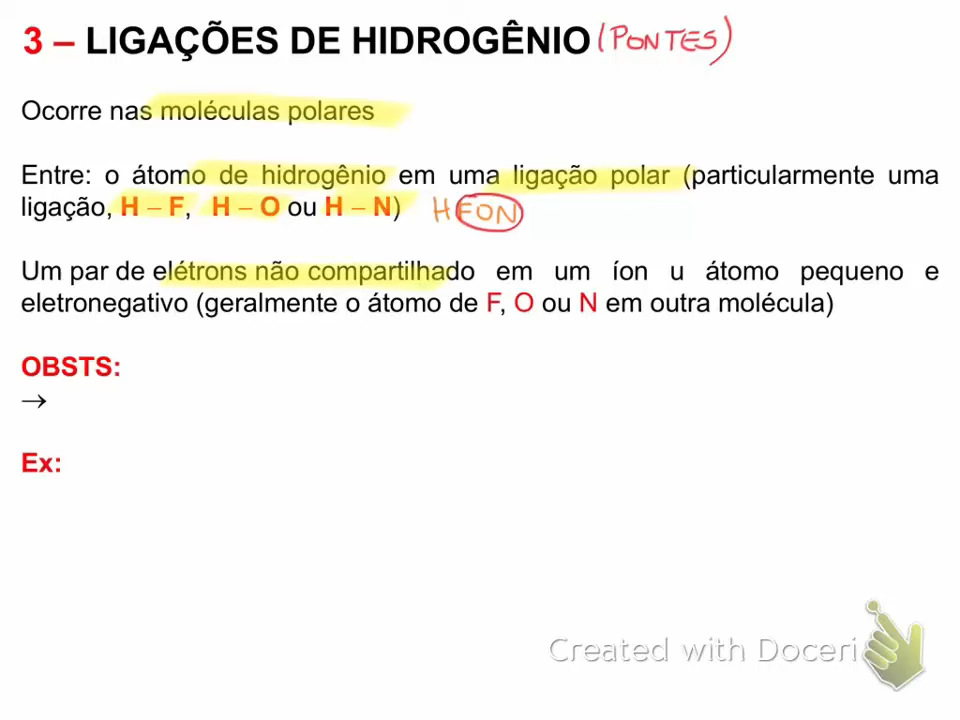 3 – LIGAÇÕES DE HIDROGÊNIO (PONTES)
Ocorre nas moléculas polares
Entre: o átomo de hidrogênio em uma ligação polar (particularmente uma
ligação, H – F, H – O ou H – N) H FON
Um par de elétrons não compartilhado em um íon u átomo pequeno e
eletronegativo (geralmente o átomo de F, O ou N em outra molécula)
OBSTS:
→
Ex:
Created with Doceri